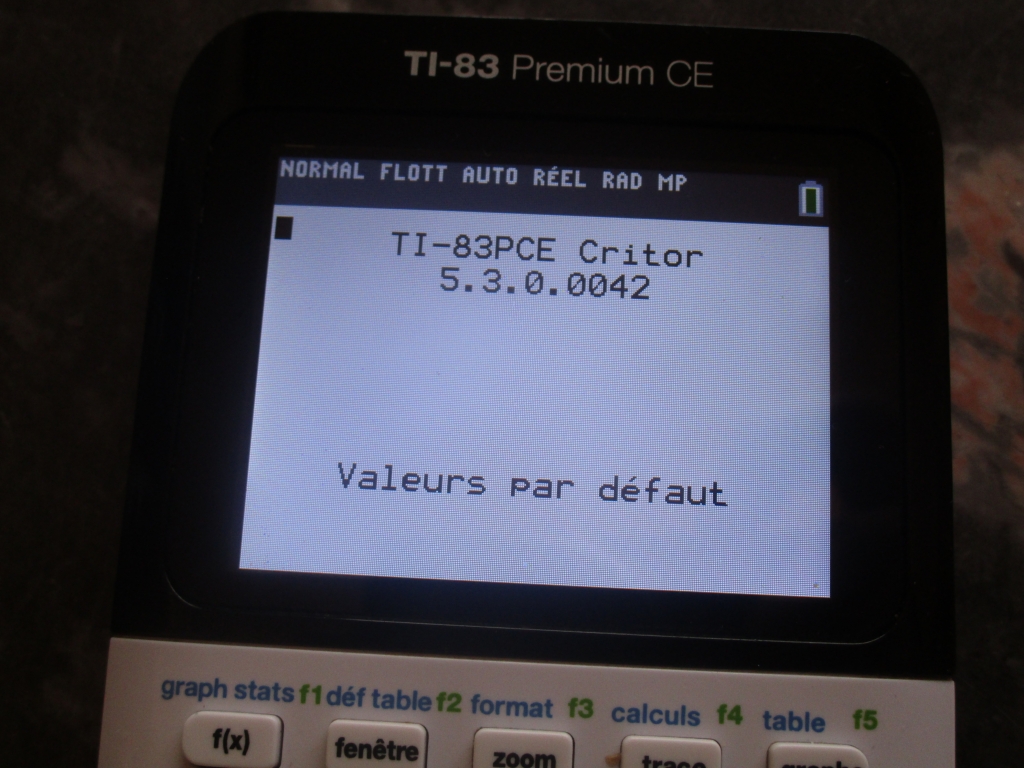 TI-83 Premium CE
NORMAL FLOTT AUTO RÉEL RAD MP
TI-83PCE Critor
5.3.0.0042
Valeurs par défaut
graph stats f1 déf table f2 format f3 calculs f4 table f5
f(x) fenêtre zoom trace